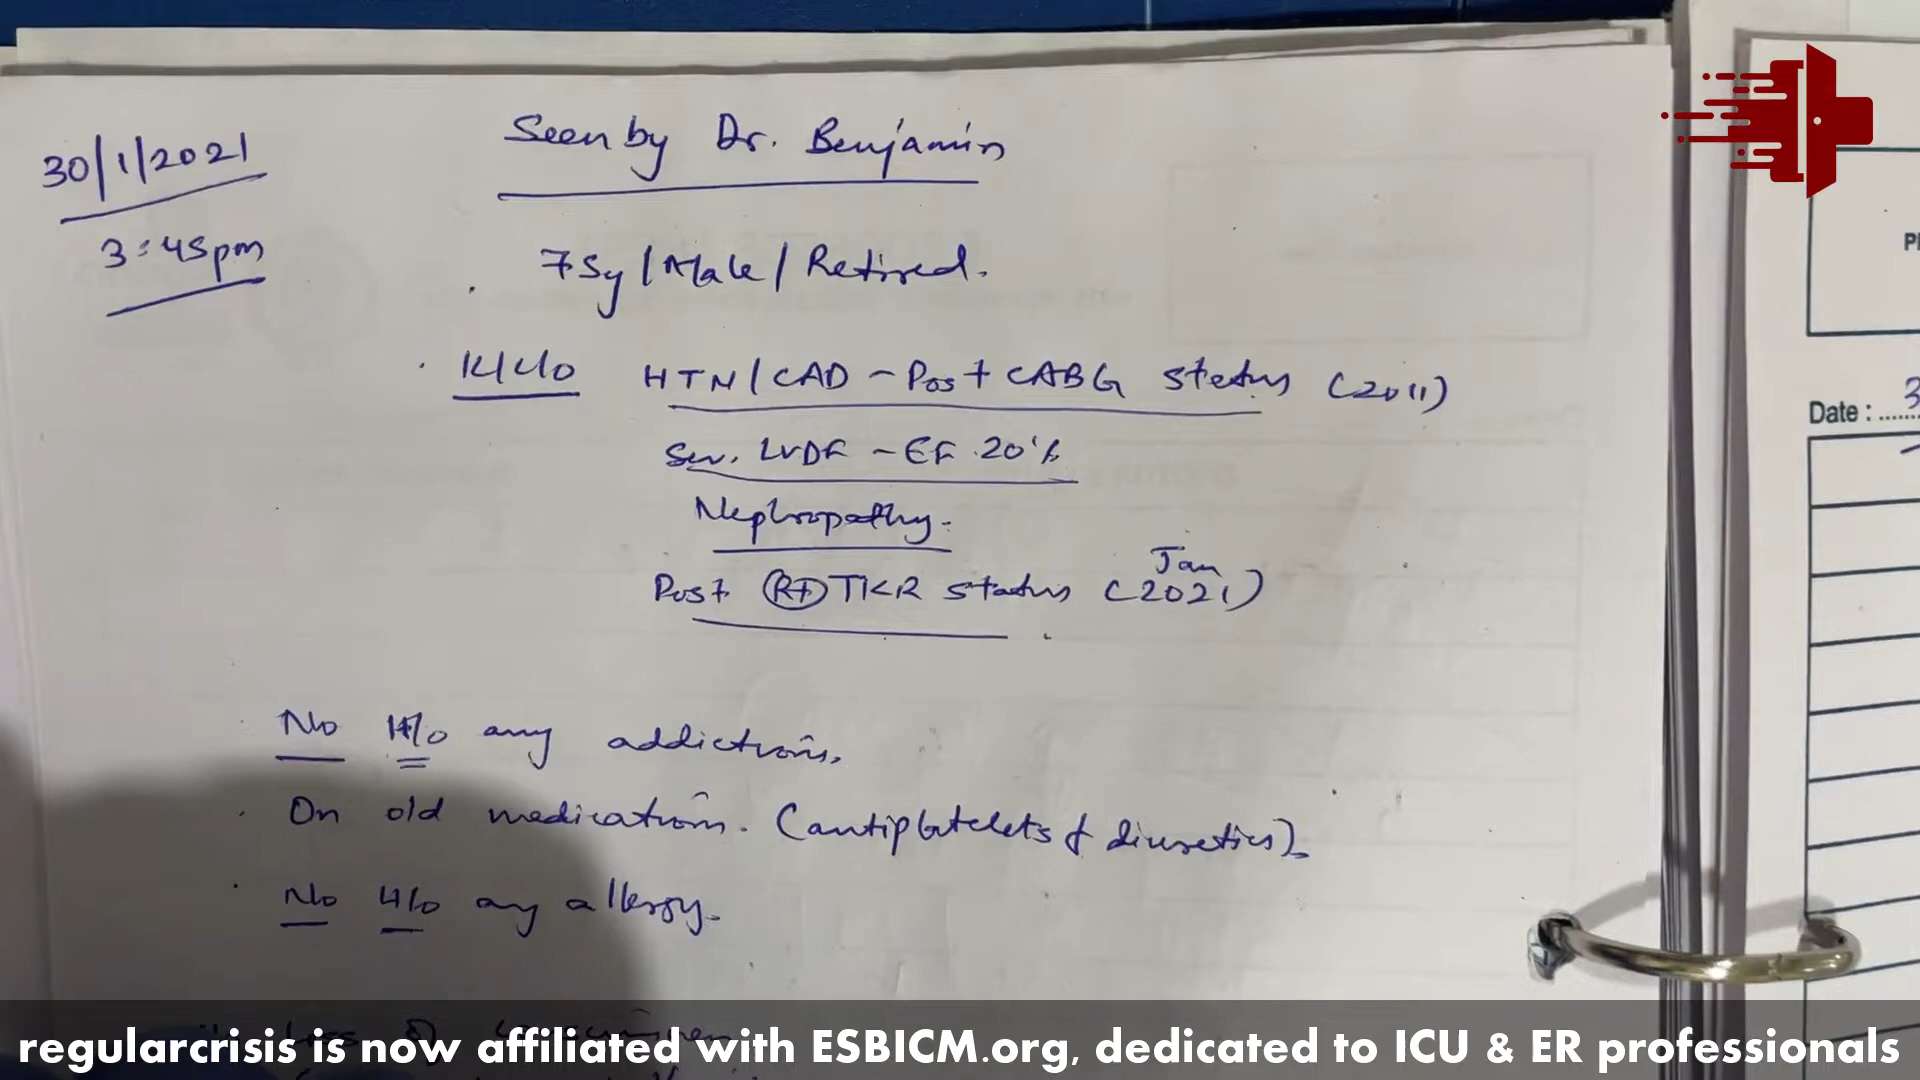 30/1/2021
3:45pm
Seen by Dr. Benjamin
75y/Male/Retired.
K/C/o HTN/CAD - Post CABG status (2011)
Sev. LVDF - EF 20%
Nephropathy.
Post (Rt) TKR status (Jan 2021)
No H/o any addictions.
On old medications. (antiplatelets & diuretics).
No H/o any allergy.
Date : ......3
regularcrisis is now affiliated with ESBICM.org, dedicated to ICU & ER professionals